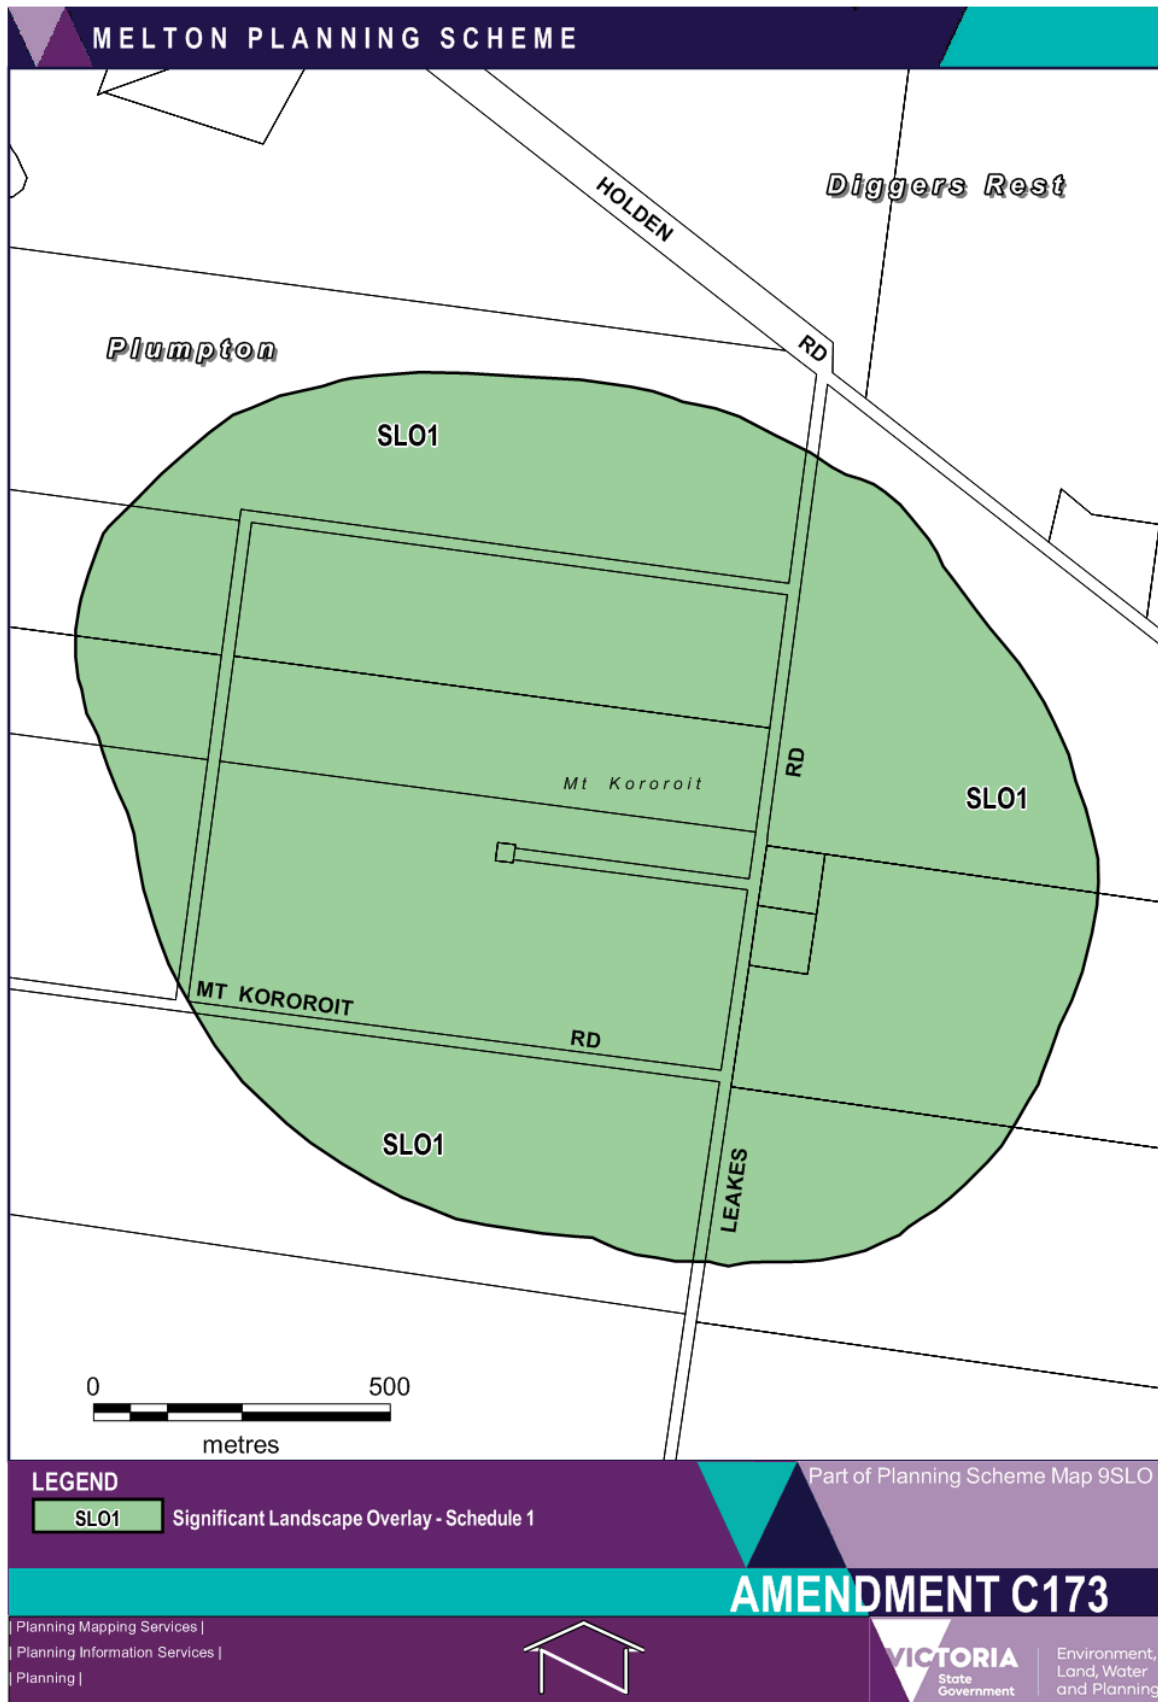 MELTON PLANNING SCHEME
Diggers Rest
HOLDEN
RD
Plumpton
SLO1
RD
Mt Kororoit
SLO1
MT KOROROIT
RD
SLO1
LEAKES
0 500
metres
LEGEND
Part of Planning Scheme Map 9SLO
SLO1 Significant Landscape Overlay - Schedule 1
AMENDMENT C173
| Planning Mapping Services |
| Planning Information Services |
| Planning |
VICTORIA
State
Government
Environment,
Land, Water
and Planning